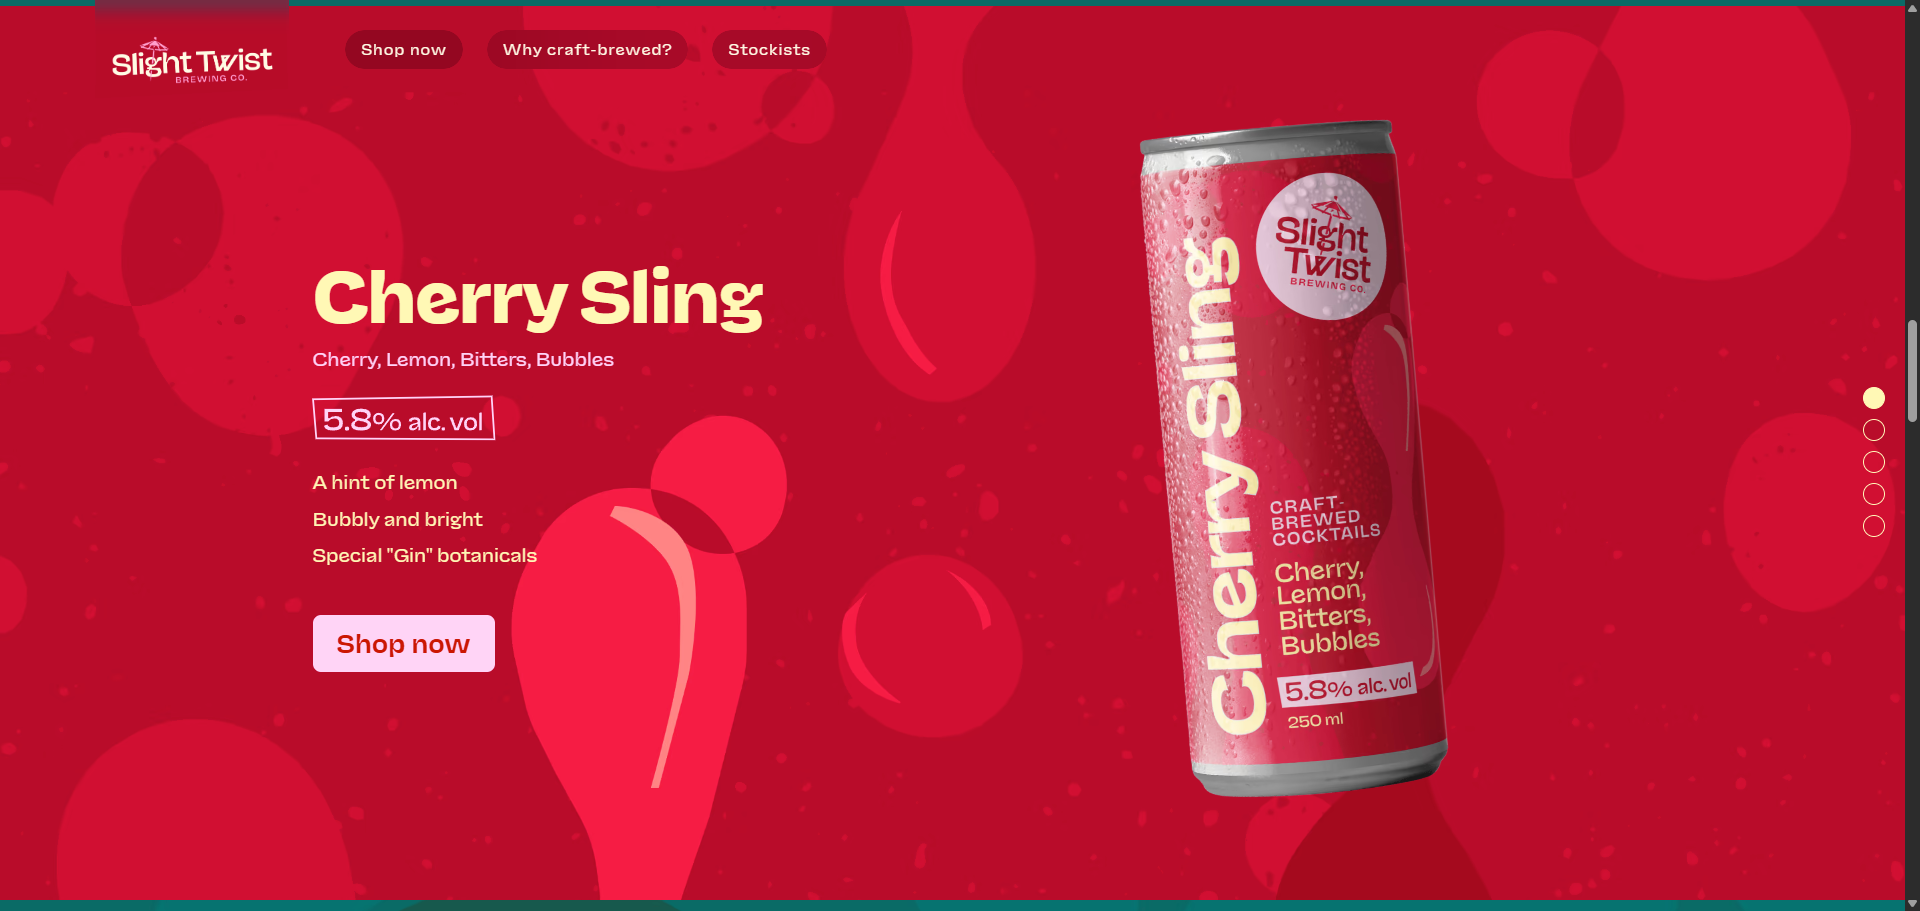 Slight Twist
BREWING CO.
Shop now
Why craft-brewed?
Stockists
Cherry Sling
Cherry, Lemon, Bitters, Bubbles
5.8% alc. vol
A hint of lemon
Bubbly and bright
Special "Gin" botanicals
Shop now
Slight
Twist
BREWING CO.
Cherry Sling
CRAFT-
BREWED
COCKTAILS
Cherry,
Lemon,
Bitters,
Bubbles
5.8% alc. vol
250 ml